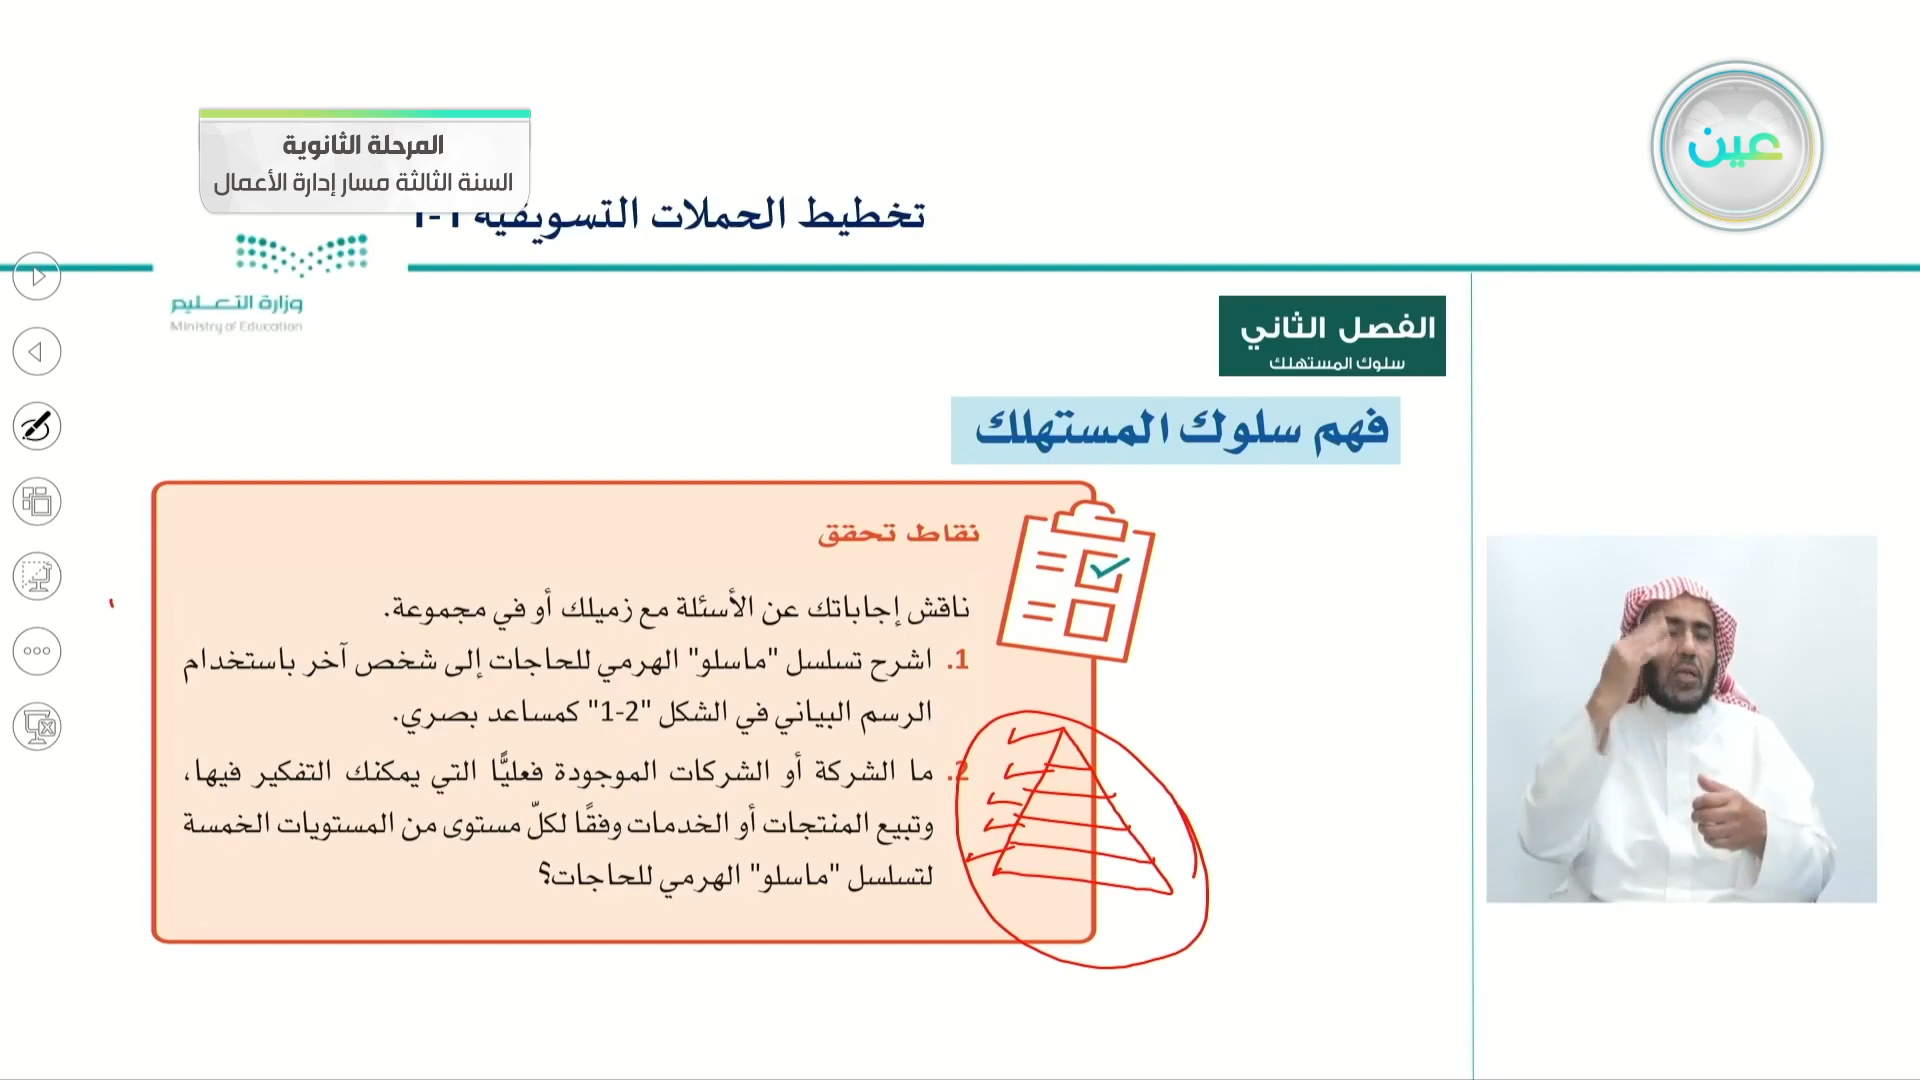 المرحلة الثانوية
السنة الثالثة مسار إدارة الأعمال
عين
تخطيط الحملات التسويقية 1-1
وزارة التعليم
Ministry of Education
الفصل الثاني
سلوك المستهلك
فهم سلوك المستهلك
نقاط تحقق
ناقش إجاباتك عن الأسئلة مع زميلك أو في مجموعة.
1. اشرح تسلسل "ماسلو" الهرمي للحاجات إلى شخص آخر باستخدام
الرسم البياني في الشكل "2-1" كمساعد بصري.
2. ما الشركة أو الشركات الموجودة فعليًّا التي يمكنك التفكير فيها،
وتبيع المنتجات أو الخدمات وفقًا لكلّ مستوى من المستويات الخمسة
لتسلسل "ماسلو" الهرمي للحاجات؟